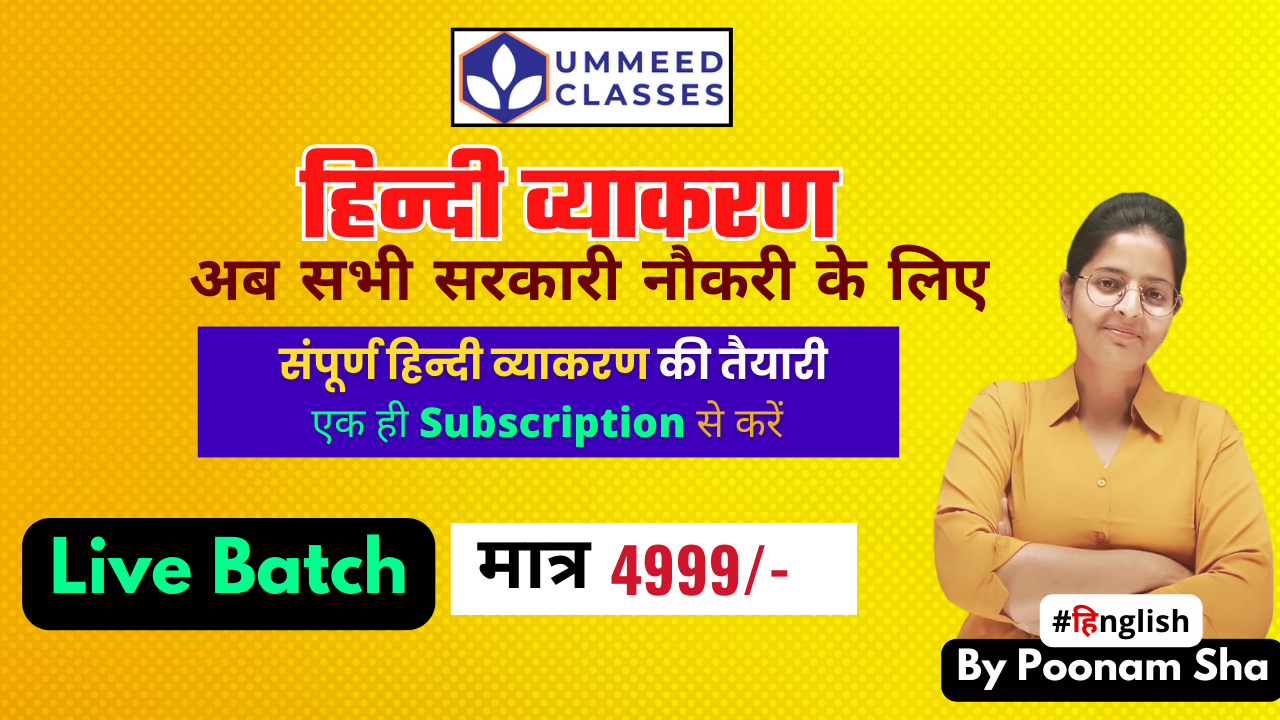 UMMEED
CLASSES
हिन्दी व्याकरण
अब सभी सरकारी नौकरी के लिए
संपूर्ण हिन्दी व्याकरण की तैयारी
एक ही Subscription से करें
Live Batch
मात्र 4999/-
#हिnglish
By Poonam Sha